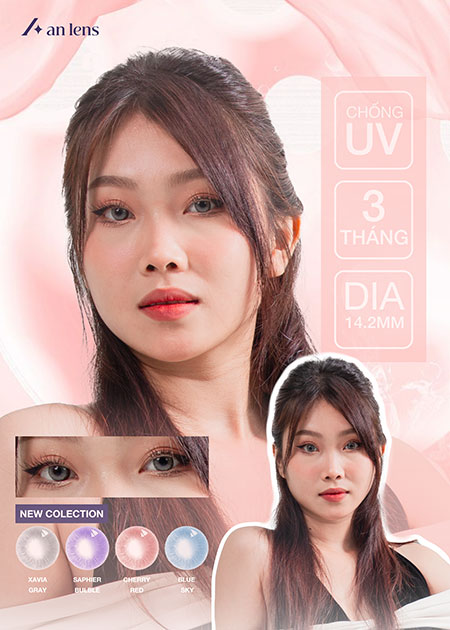 an lens
CHỐNG
UV
3
THÁNG
DIA
14.2MM
NEW COLECTION
XAVIA
GRAY
SAPHIER
BULBLE
CHERRY
RED
BLUE
SKY